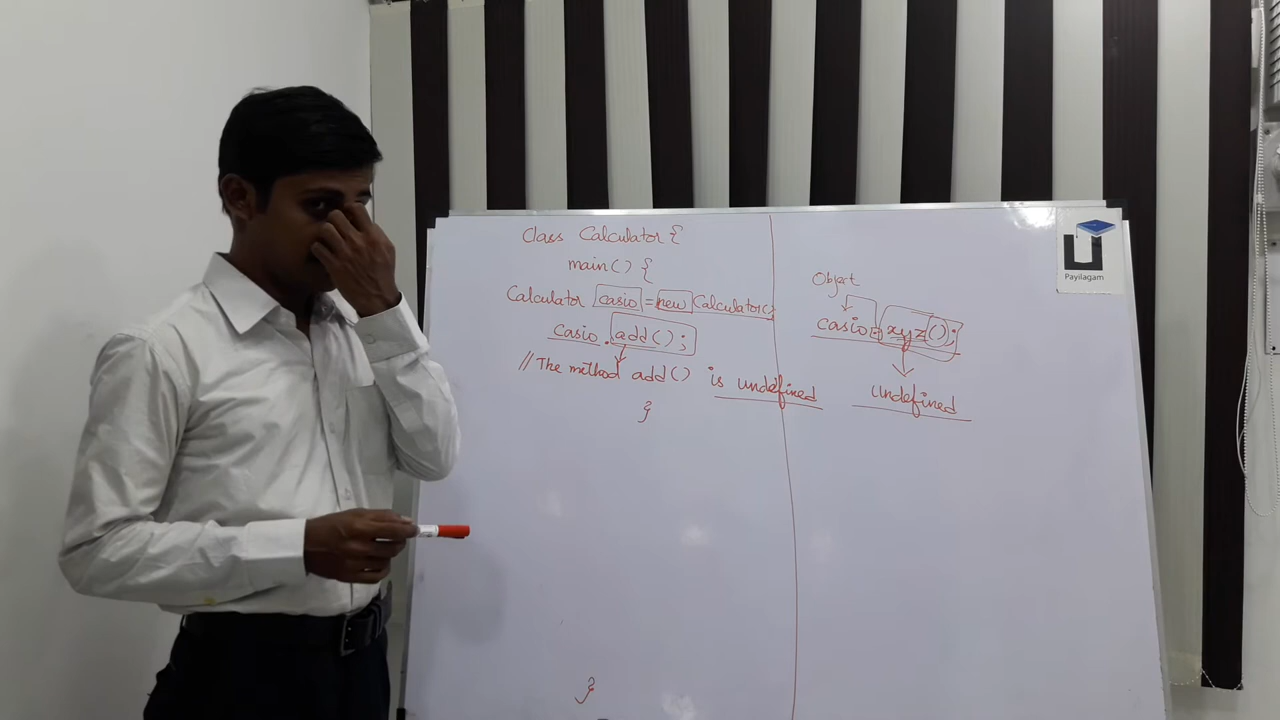 class Calculator {
main() {
Calculator casio = new Calculator();
casio.add();
// The method add() is undefined
}
}
Object
casio.xyz();
undefined
Payilagam